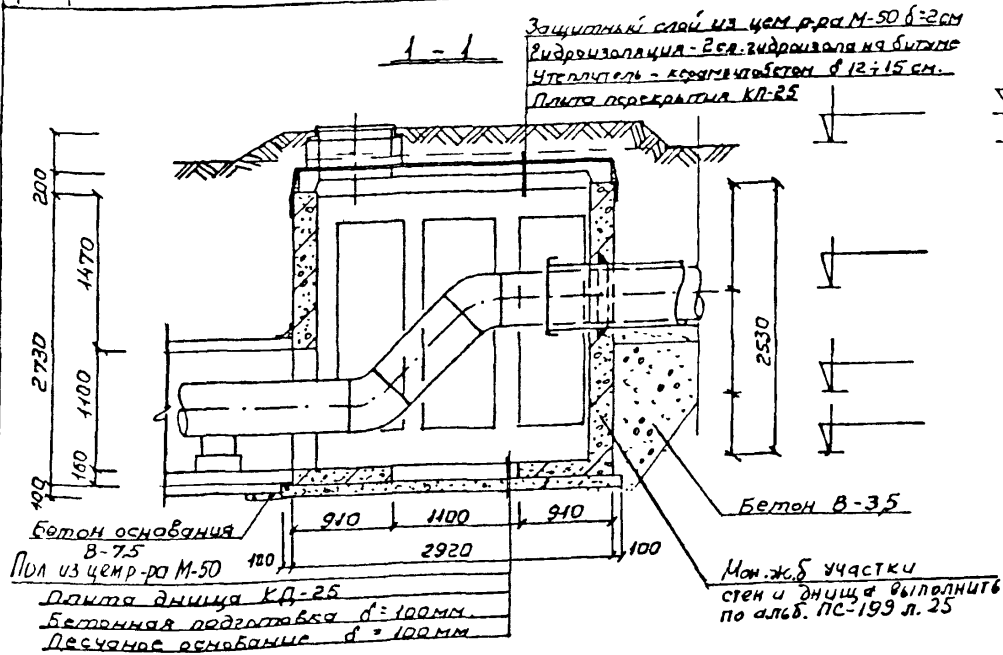 1 - 1
Защитный слой из цем р-ра М-50 δ=2см
Гидроизоляция - 2сл. гидроизола на битуме
Утеплитель - керамзитобетон δ 12÷15 см.
Плита перекрытия КП-25
200
1470
2730
1100
160
100
2530
910
1100
910
2920
120
100
Бетон основания
В-7.5
Пол из цем р-ра М-50
Плита днища КД-25
Бетонная подготовка δ=100мм.
Песчаное основание δ=100мм
Бетон В-3,5
Мон. ж.б участки
стен и днища выполнить
по альб. ПС-199 л. 25